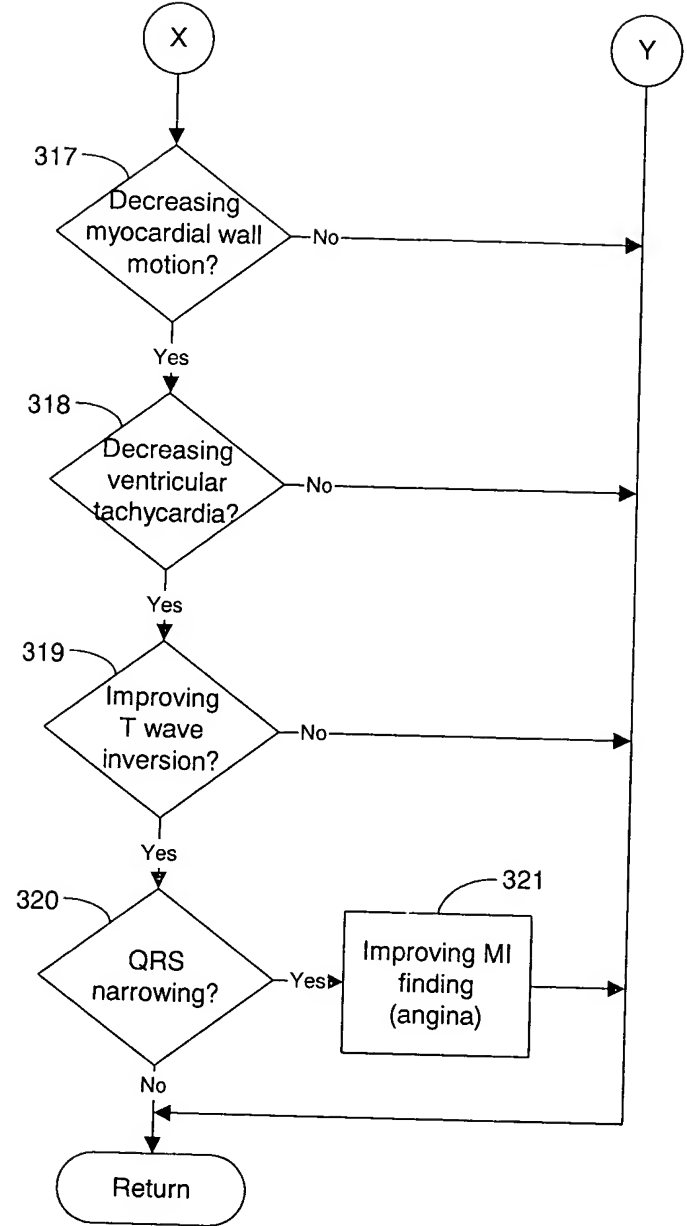 X
Y
317
Decreasing
myocardial wall
motion?
No
Yes
318
Decreasing
ventricular
tachycardia?
No
Yes
319
Improving
T wave
inversion?
No
Yes
320
QRS
narrowing?
Yes
321
Improving MI
finding
(angina)
No
Return